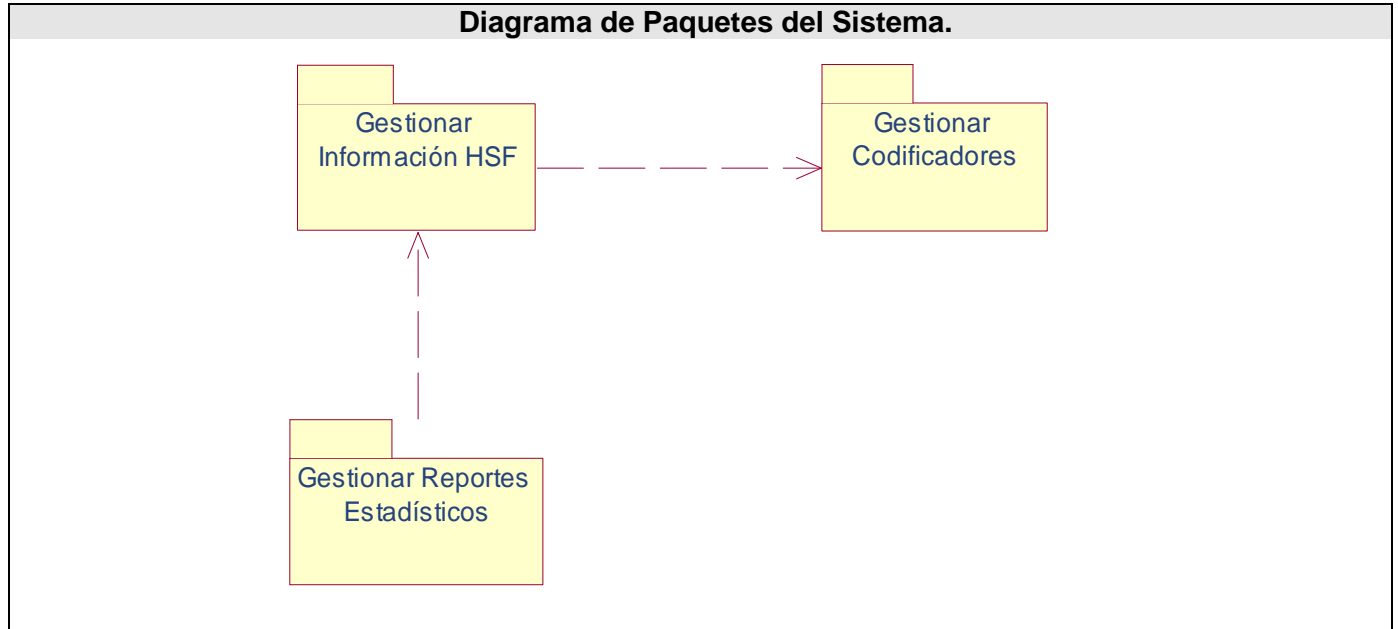 Diagrama de Paquetes del Sistema.
Gestionar
Información HSF
Gestionar
Codificadores
Gestionar Reportes
Estadísticos